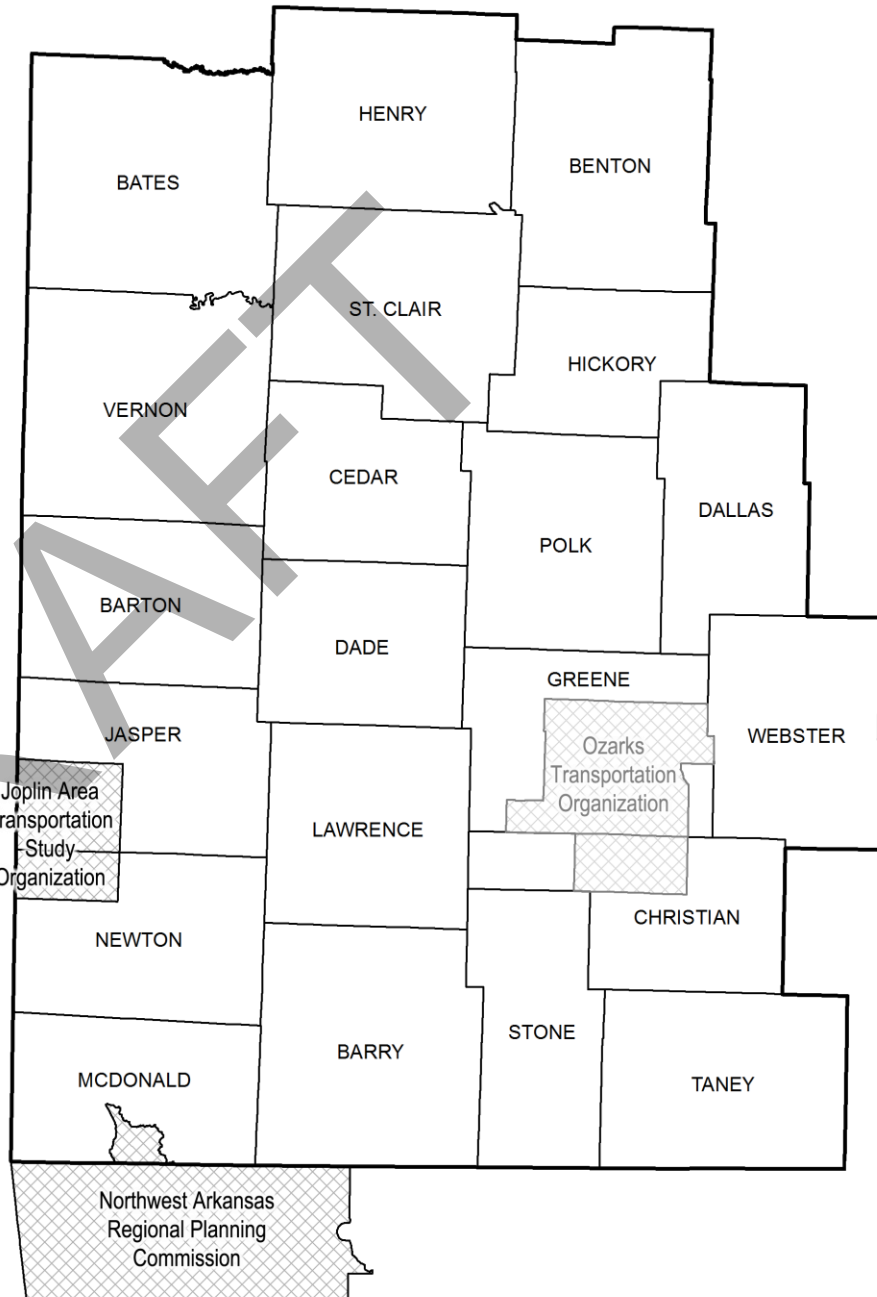 HENRY
BENTON
BATES
ST. CLAIR
HICKORY
VERNON
CEDAR
DALLAS
POLK
BARTON
DADE
GREENE
JASPER
WEBSTER
Ozarks
Transportation
Organization
Joplin Area
ransportation
Study
Organization
LAWRENCE
CHRISTIAN
NEWTON
STONE
BARRY
MCDONALD
TANEY
Northwest Arkansas
Regional Planning
Commission
AFT